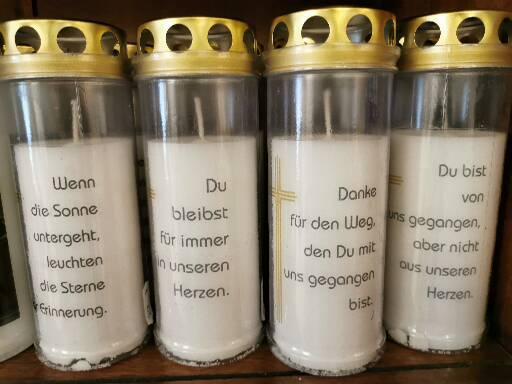 Wenn
die Sonne
untergeht,
leuchten
die Sterne
Erinnerung.
Du
bleibst
für immer
in unseren
Herzen.
Danke
für den Weg,
den Du mit
uns gegangen
bist.
Du bist
von
uns gegangen,
aber nicht
aus unseren
Herzen.